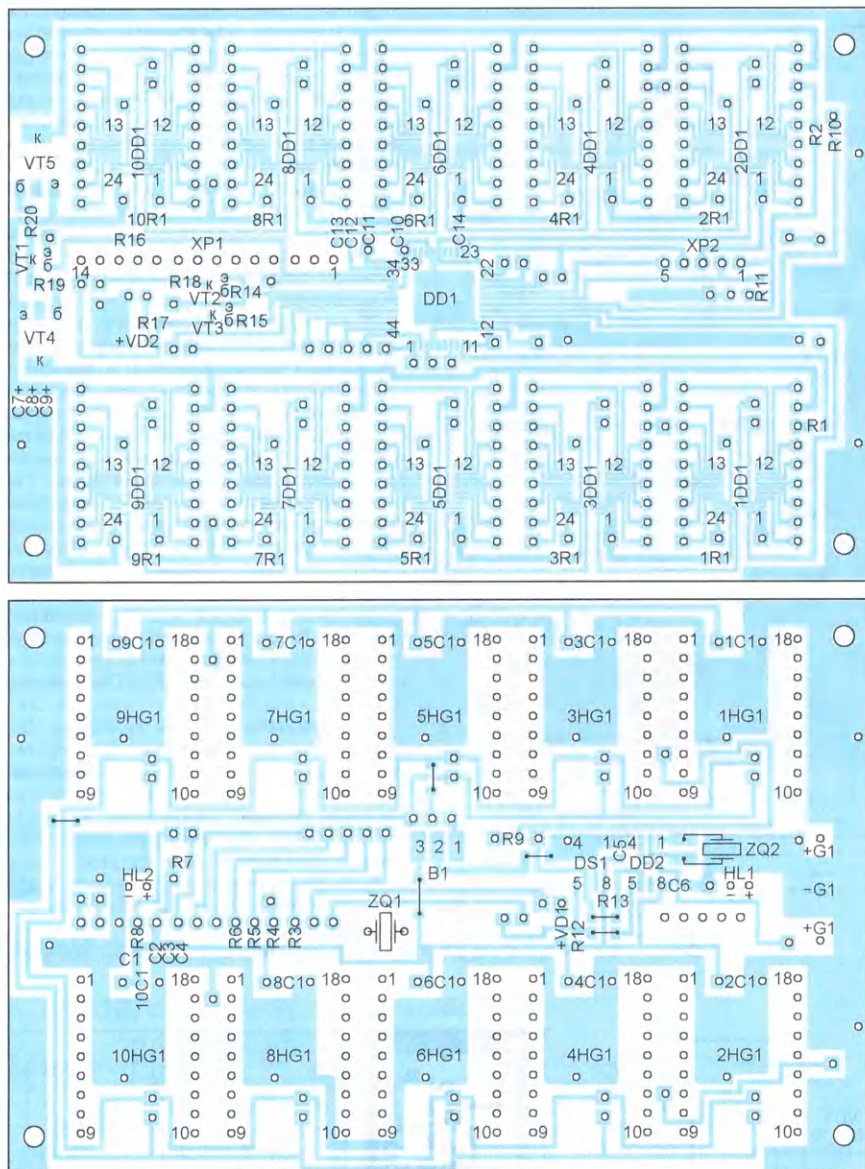 13 12 13 12 13 12 13 12 13 12
10DD1 8DD1 6DD1 4DD1 2DD1
R2 R10
к
VT5
б э
24 1 24 1 24 1 24 1 24 1
10R1 8R1 6R1 4R1 2R1
R20
R16 XP1 C13 C12 C11 C10 C14 XP2
VT1
э
к
б
14 1 34 33 23 22 5 1
R19 R18 э R14 DD1 R11
к б
VT2
э б VT4 R17 VT3 к э б R15
+VD2 44 1 11 12
к
C7+
C8+
C9+
R1
13 12 13 12 13 12 13 12 13 12
9DD1 7DD1 5DD1 3DD1 1DD1
24 1 24 1 24 1 24 1 24 1
9R1 7R1 5R1 3R1 1R1
1 9C1 18 1 7C1 18 1 5C1 18 1 3C1 18 1 1C1 18
9HG1 7HG1 5HG1 3HG1 1HG1
9 10 9 10 9 10 9 10 9 10
3 2 1 R9 4 1 C5 4 1 ZQ2 +G1
HL2 R7 B1 DS1 DD2 HL1
− + 5 8 5 8 C6 − + −G1
ZQ1 R13
R8 R6 R5 R4 R3 +VD1 R12 +G1
C2 C3 C4
C1
1 10C1 18 1 8C1 18 1 6C1 18 1 4C1 18 1 2C1 18
10HG1 8HG1 6HG1 4HG1 2HG1
9 10 9 10 9 10 9 10 9 10